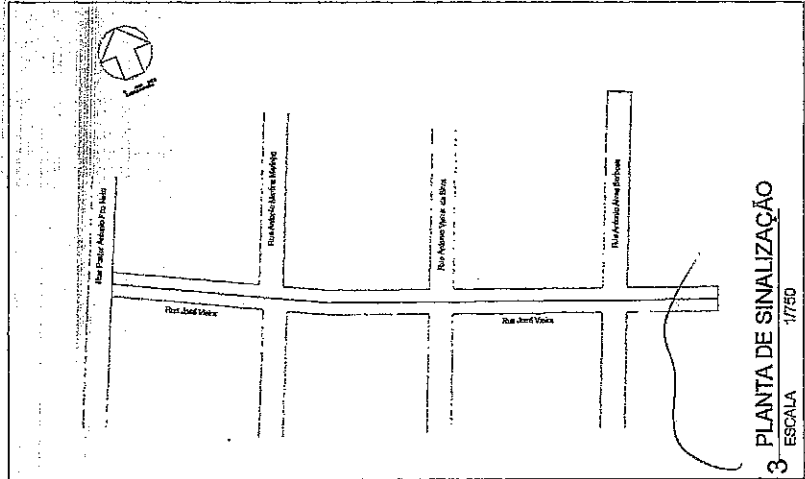 Rua Pastor Antonio Pio Neto
Rua Antonio Martins Marinho
Rua Antonio Vieira da Silva
Rua Antonio Alves Barbosa
Rua José Vieira
Rua José Vieira
3 PLANTA DE SINALIZAÇÃO
ESCALA 1/750